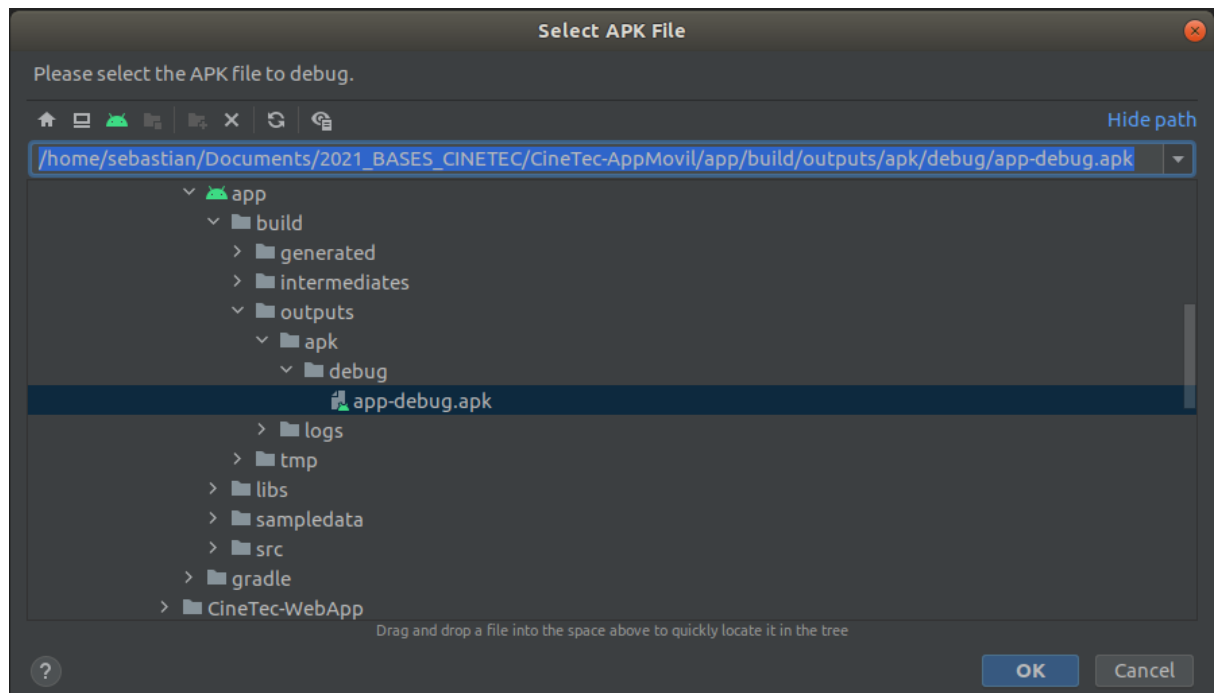 Select APK File
Please select the APK file to debug.
Hide path
/home/sebastian/Documents/2021_BASES_CINETEC/CineTec-AppMovil/app/build/outputs/apk/debug/app-debug.apk
app
build
generated
intermediates
outputs
apk
debug
app-debug.apk
logs
tmp
libs
sampledata
src
gradle
CineTec-WebApp
Drag and drop a file into the space above to quickly locate it in the tree
? OK Cancel